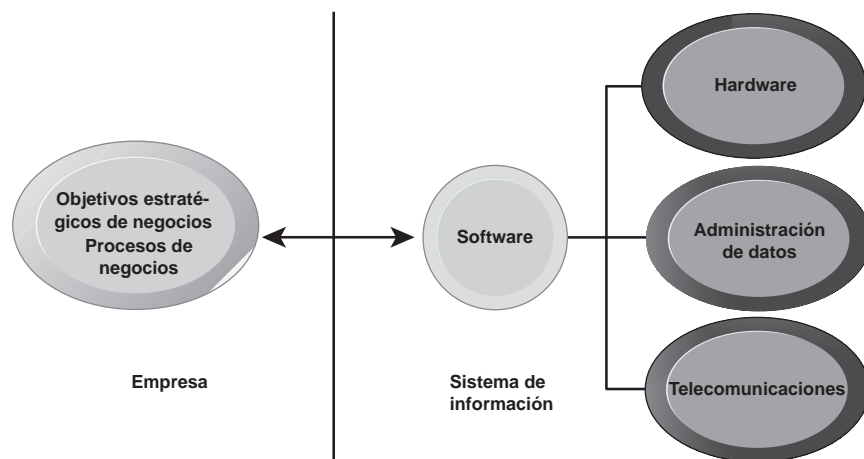 Objetivos estraté-
gicos de negocios
Procesos de
negocios
Empresa
Software
Sistema de
información
Hardware
Administración
de datos
Telecomunicaciones